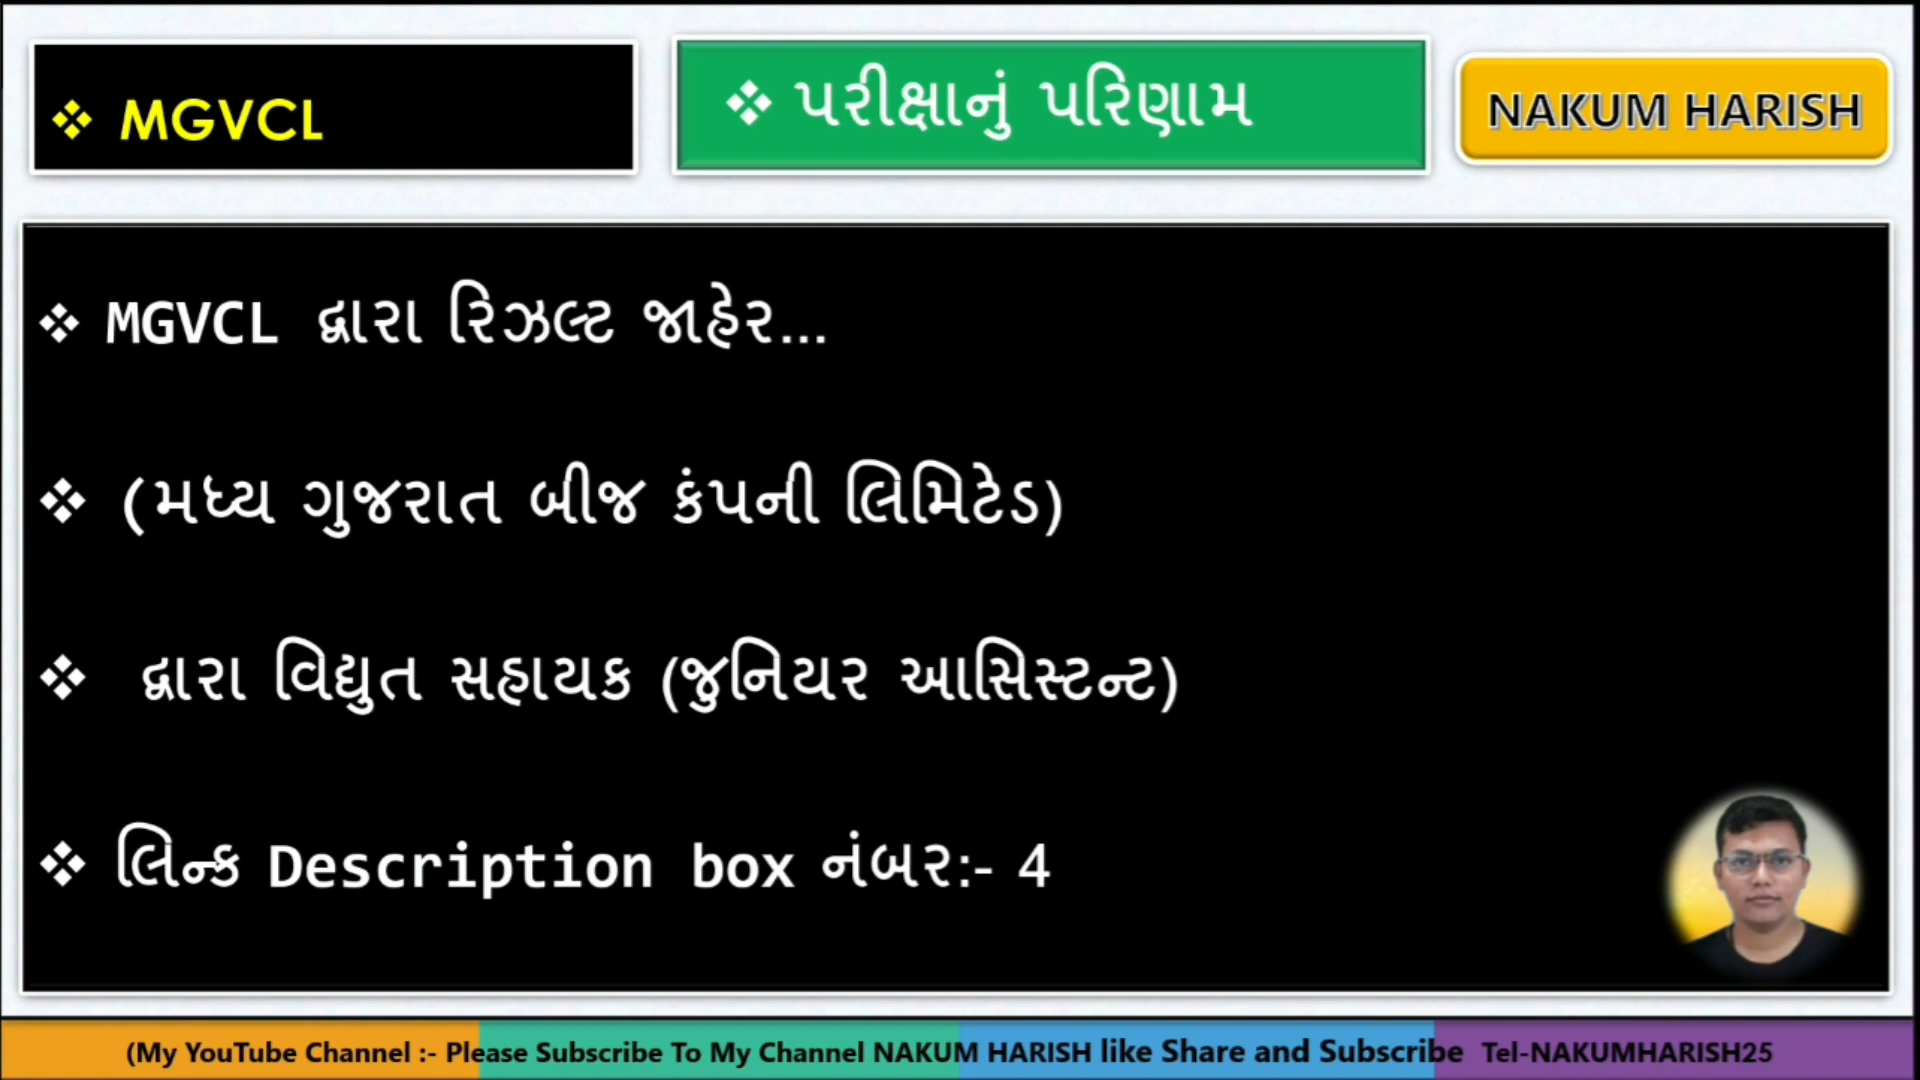 ❖ MGVCL
❖ પરીક્ષાનું પરિણામ
NAKUM HARISH
❖ MGVCL દ્વારા રિઝલ્ટ જાહેર...
❖ (મધ્ય ગુજરાત બીજ કંપની લિમિટેડ)
❖ દ્વારા વિદ્યુત સહાયક (જુનિયર આસિસ્ટન્ટ)
❖ લિન્ક Description box નંબર:- 4
(My YouTube Channel :- Please Subscribe To My Channel NAKUM HARISH like Share and Subscribe Tel-NAKUMHARISH25